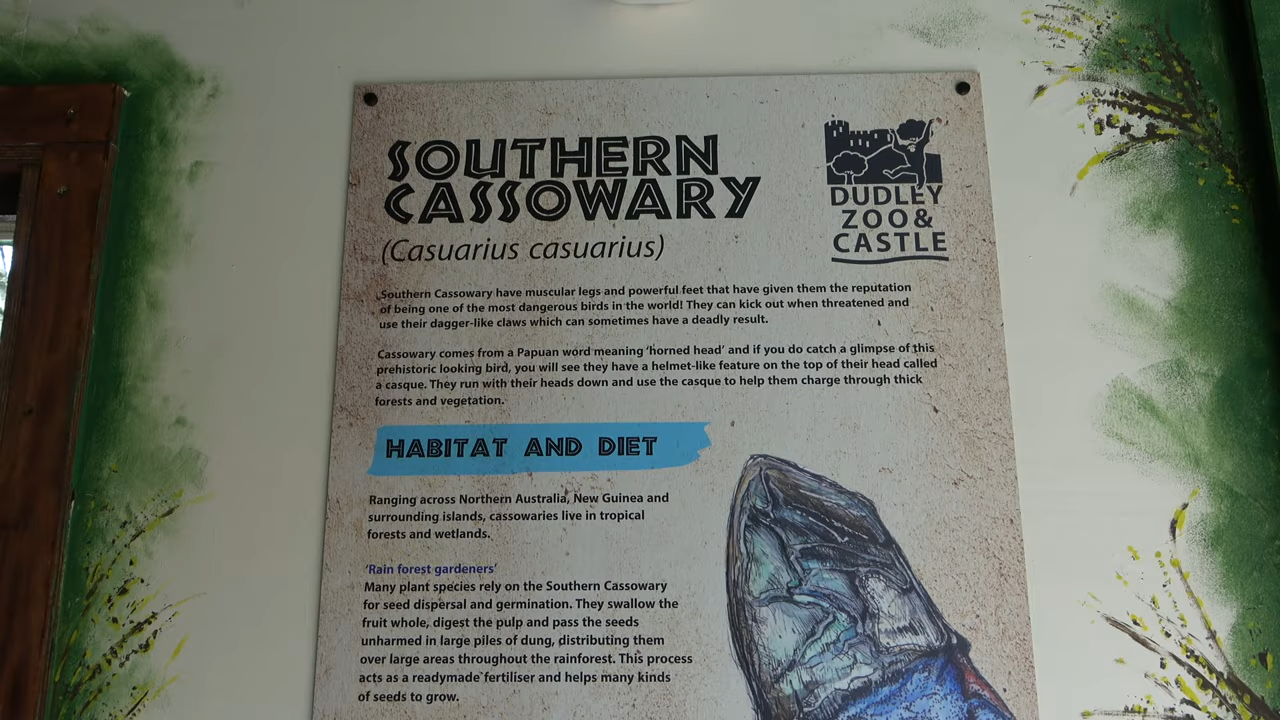 SOUTHERN
CASSOWARY
(Casuarius casuarius)
DUDLEY
ZOO &
CASTLE
Southern Cassowary have muscular legs and powerful feet that have given them the reputation
of being one of the most dangerous birds in the world! They can kick out when threatened and
use their dagger-like claws which can sometimes have a deadly result.
Cassowary comes from a Papuan word meaning 'horned head' and if you do catch a glimpse of this
prehistoric looking bird, you will see they have a helmet-like feature on the top of their head called
a casque. They run with their heads down and use the casque to help them charge through thick
forests and vegetation.
HABITAT AND DIET
Ranging across Northern Australia, New Guinea and
surrounding islands, cassowaries live in tropical
forests and wetlands.
'Rain forest gardeners'
Many plant species rely on the Southern Cassowary
for seed dispersal and germination. They swallow the
fruit whole, digest the pulp and pass the seeds
unharmed in large piles of dung, distributing them
over large areas throughout the rainforest. This process
acts as a readymade fertiliser and helps many kinds
of seeds to grow.